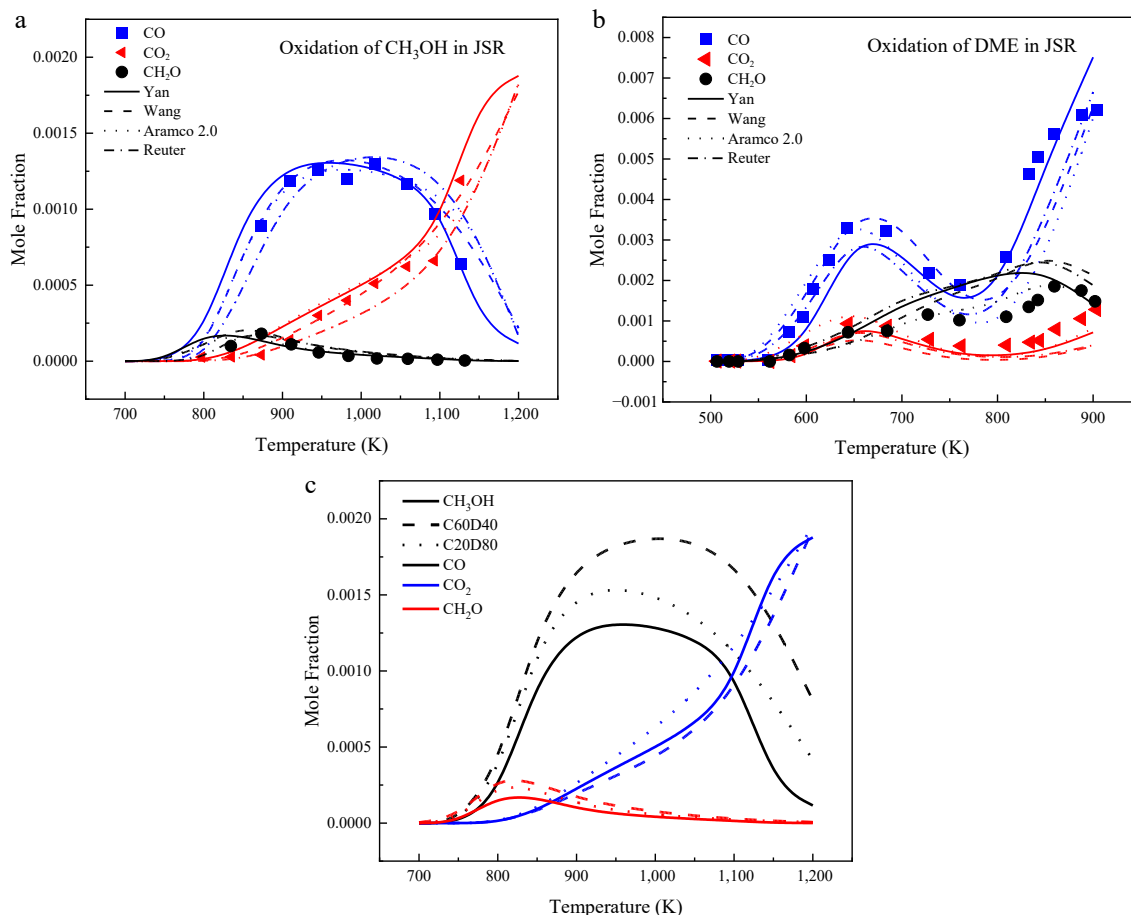 a
CO
CO₂
CH₂O
Yan
Wang
Aramco 2.0
Reuter
Oxidation of CH₃OH in JSR
0.0020
0.0015
0.0010
0.0005
0.0000
Mole Fraction
700 800 900 1,000 1,100 1,200
Temperature (K)
b
CO
CO₂
CH₂O
Yan
Wang
Aramco 2.0
Reuter
Oxidation of DME in JSR
0.008
0.007
0.006
0.005
0.004
0.003
0.002
0.001
0.000
−0.001
Mole Fraction
500 600 700 800 900
Temperature (K)
c
CH₃OH
C60D40
C20D80
CO
CO₂
CH₂O
0.0020
0.0015
0.0010
0.0005
0.0000
Mole Fraction
700 800 900 1,000 1,100 1,200
Temperature (K)